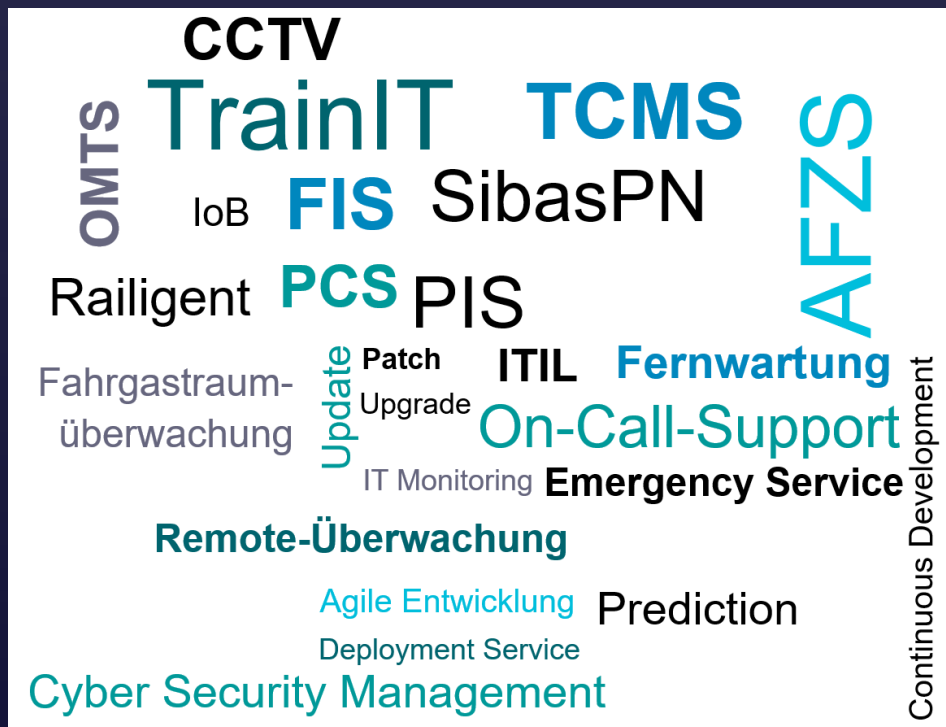 CCTV
TrainIT
TCMS
OMTS
AFZS
IoB
FIS
SibasPN
Railigent
PCS
PIS
Fahrgastraum-
überwachung
Update
Patch
ITIL
Fernwartung
Upgrade
On-Call-Support
IT Monitoring
Emergency Service
Continuous Development
Remote-Überwachung
Agile Entwicklung
Prediction
Deployment Service
Cyber Security Management